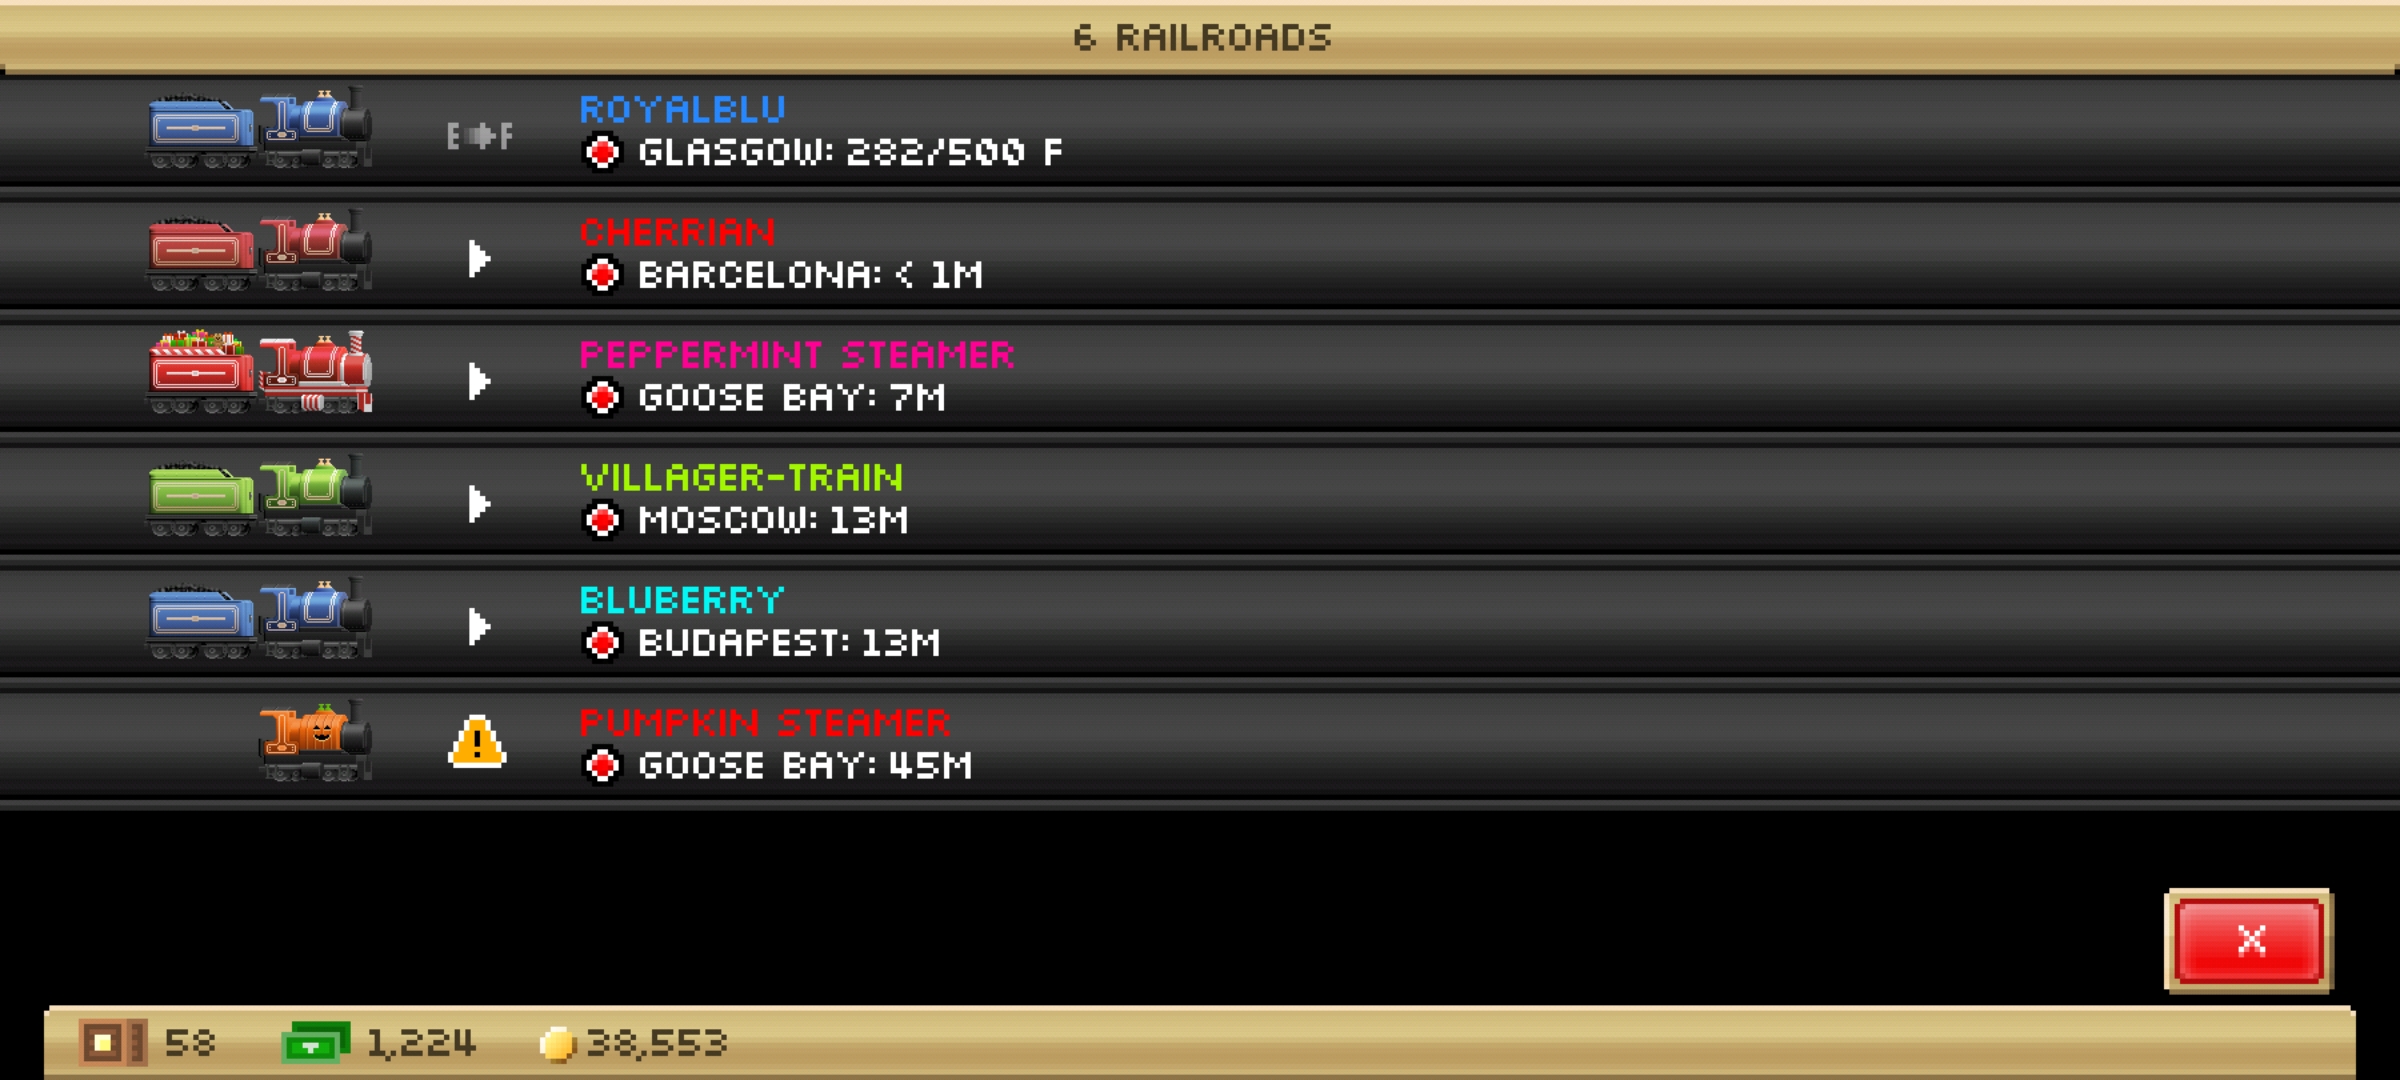 6 RAILROADS
ROYALBLU
E F
GLASGOW: 282/500 F
CHERRIAN
BARCELONA: < 1M
PEPPERMINT STEAMER
GOOSE BAY: 7M
VILLAGER-TRAIN
MOSCOW: 13M
BLUBERRY
BUDAPEST: 13M
PUMPKIN STEAMER
!
GOOSE BAY: 45M
X
58 1,224 38,553